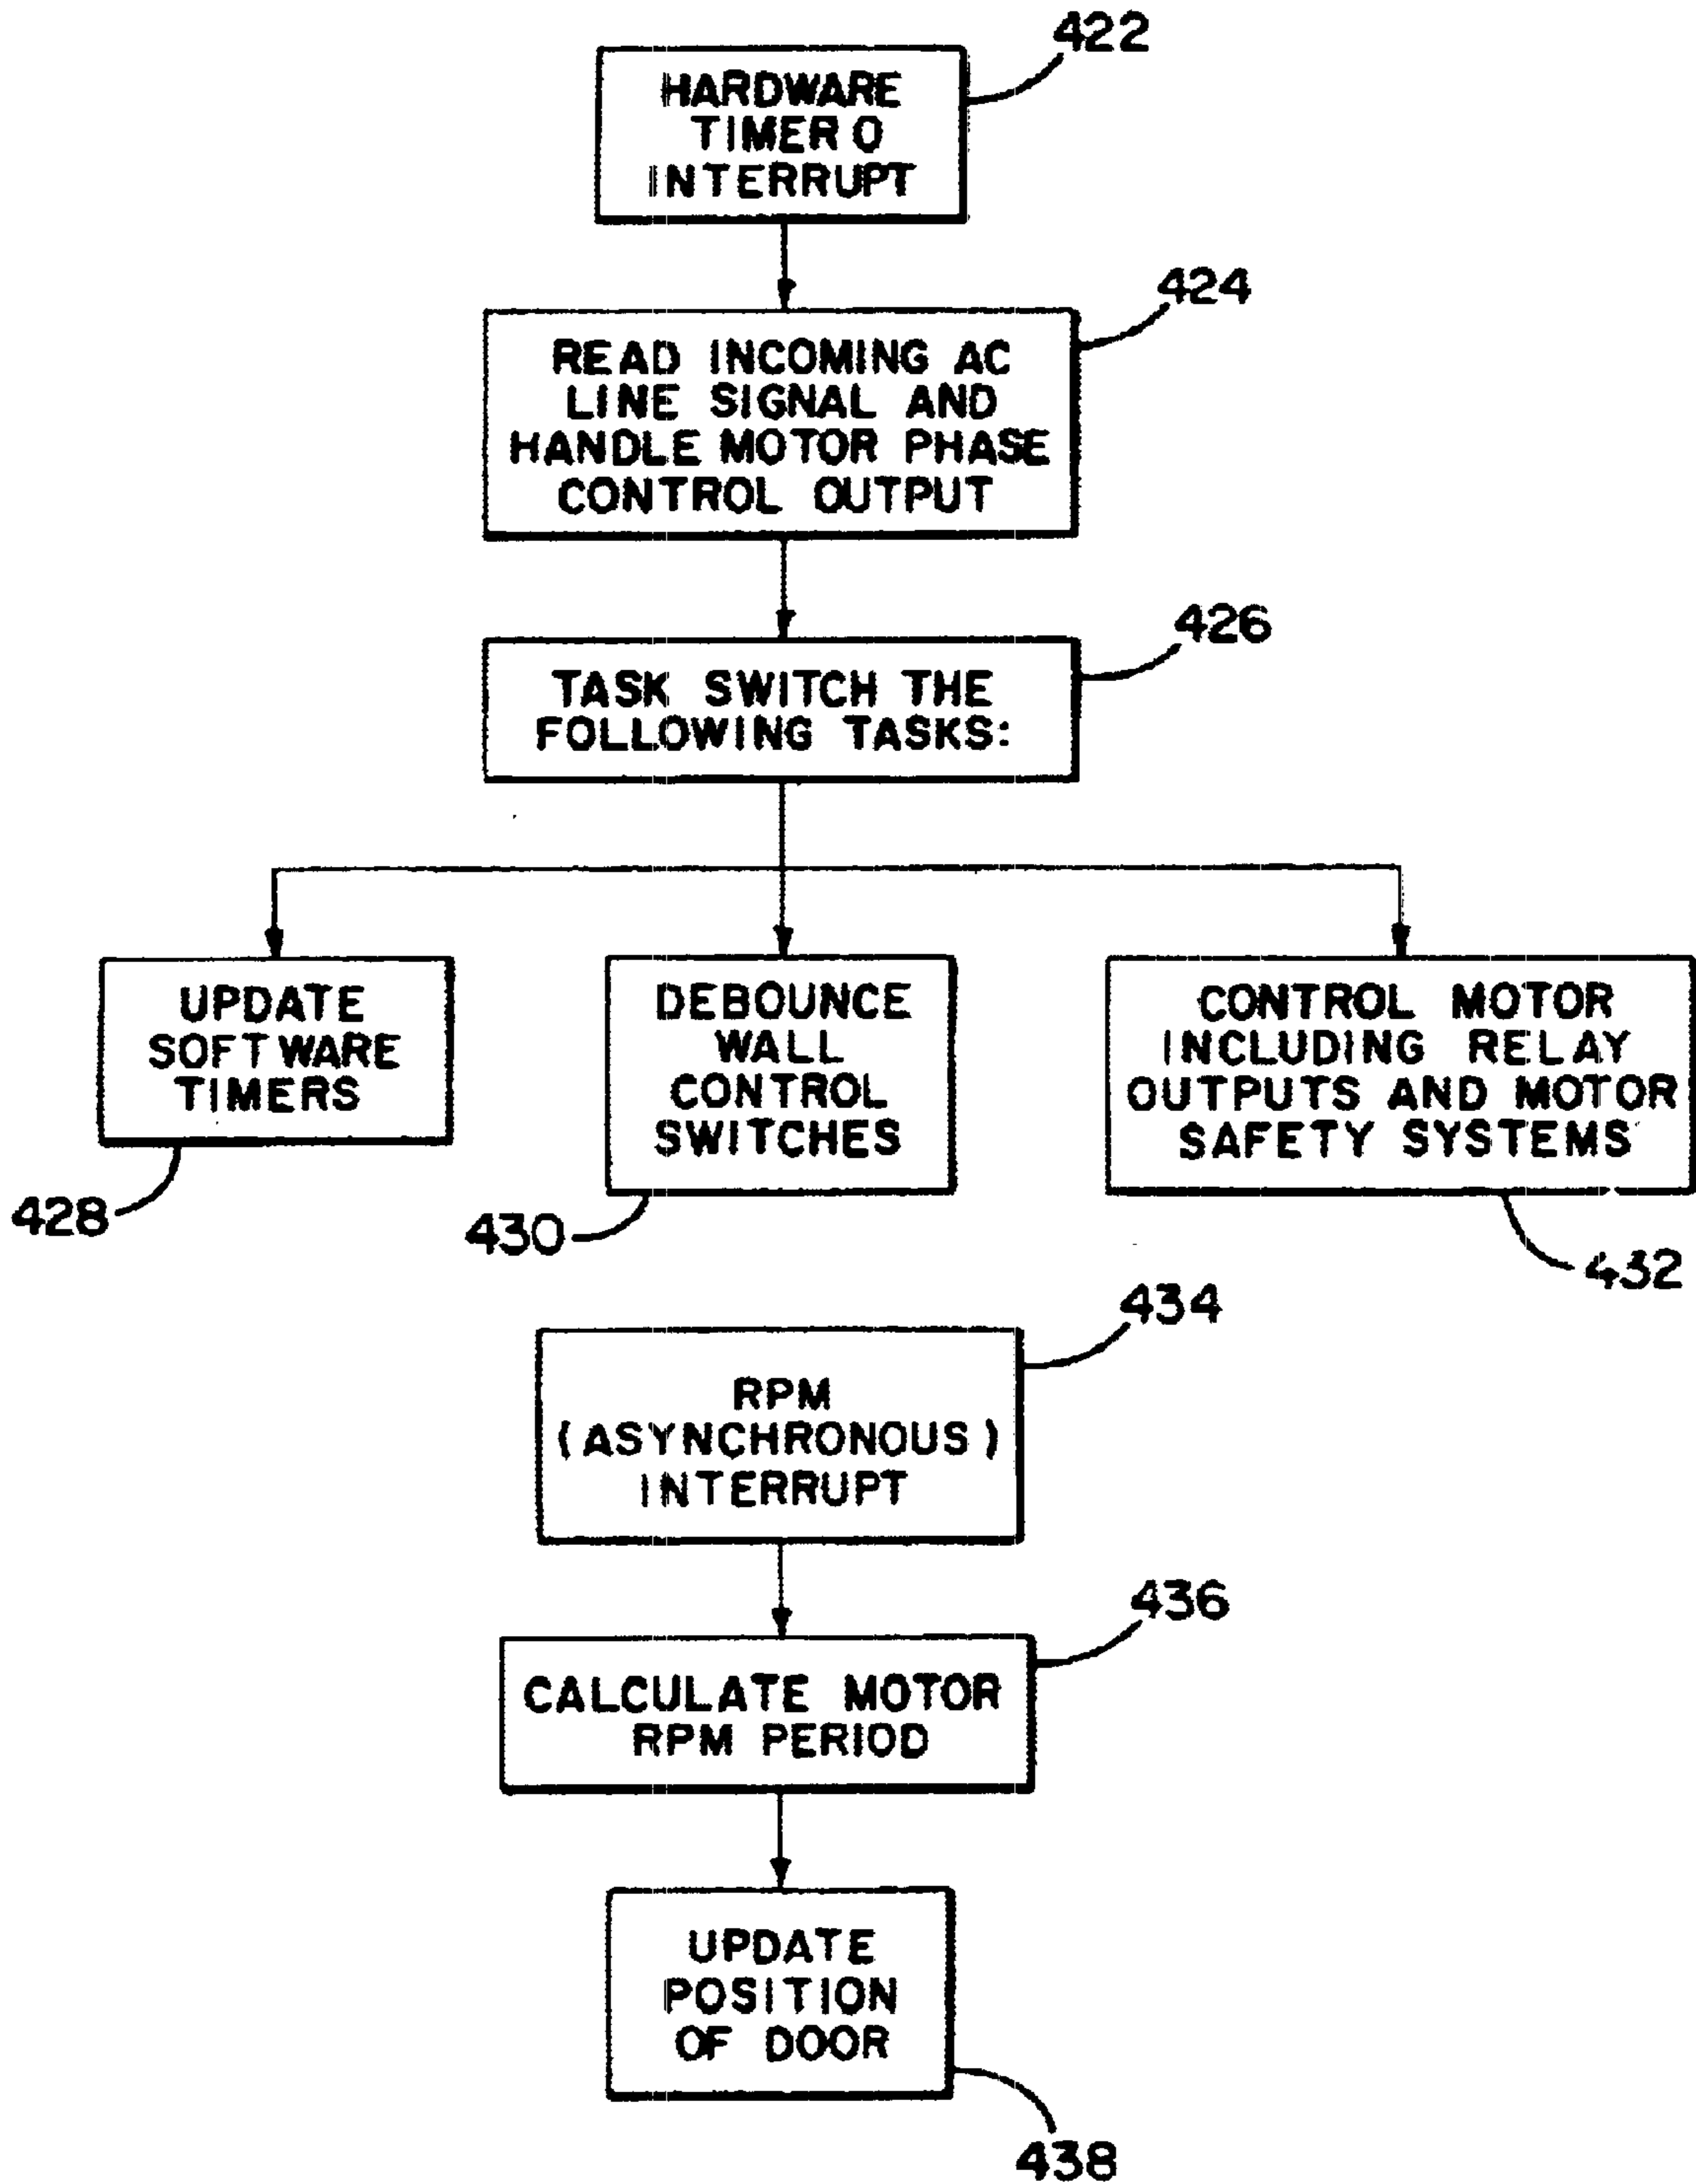 422
HARDWARE
TIMER 0
INTERRUPT
424
READ INCOMING AC
LINE SIGNAL AND
HANDLE MOTOR PHASE
CONTROL OUTPUT
426
TASK SWITCH THE
FOLLOWING TASKS:
UPDATE
SOFTWARE
TIMERS
428
DEBOUNCE
WALL
CONTROL
SWITCHES
430
CONTROL MOTOR
INCLUDING RELAY
OUTPUTS AND MOTOR
SAFETY SYSTEMS
432
434
RPM
(ASYNCHRONOUS)
INTERRUPT
436
CALCULATE MOTOR
RPM PERIOD
UPDATE
POSITION
OF DOOR
438